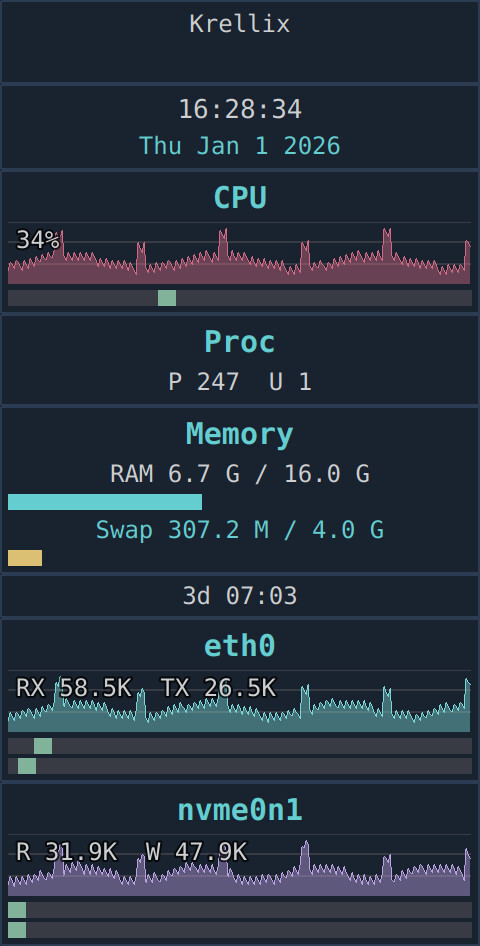 Krellix
16:28:34
Thu Jan 1 2026
CPU
34%
Proc
P 247  U 1
Memory
RAM 6.7 G / 16.0 G
Swap 307.2 M / 4.0 G
3d 07:03
eth0
RX 58.5K  TX 26.5K
nvme0n1
R 31.9K  W 47.9K